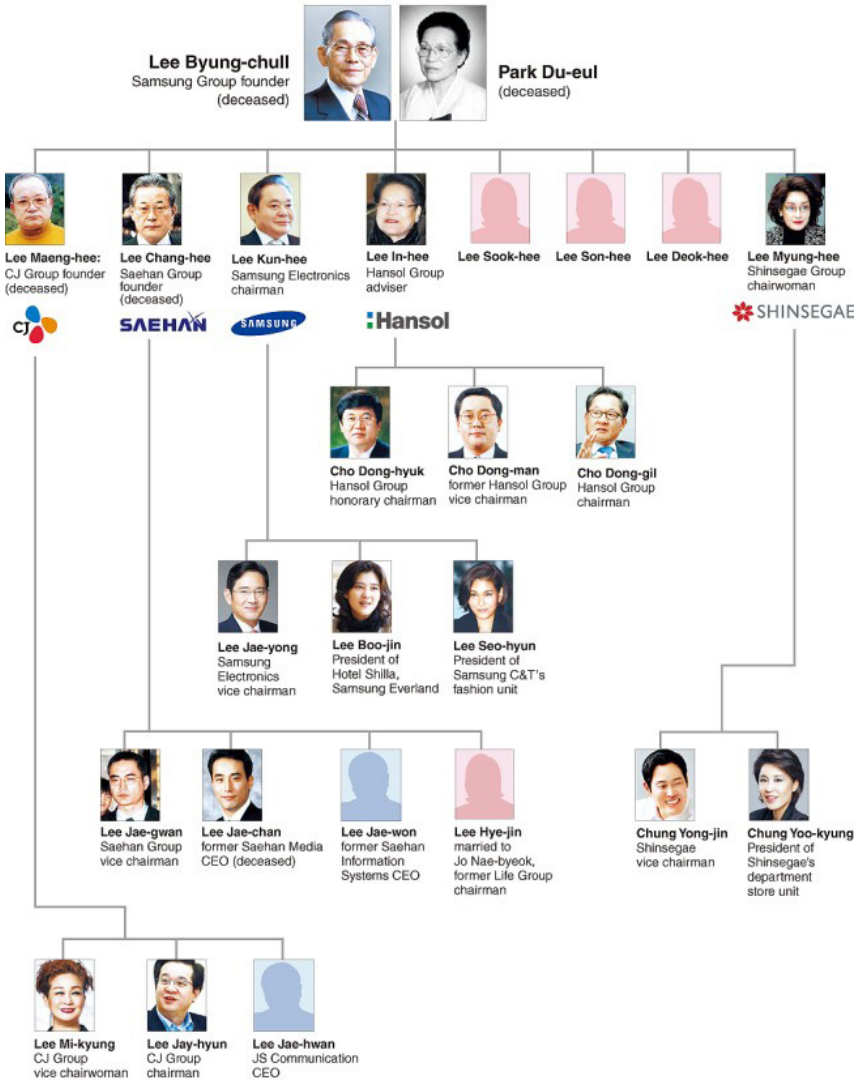 Lee Byung-chull
Samsung Group founder
(deceased)
Park Du-eul
(deceased)
Lee Maeng-hee:
CJ Group founder
(deceased)
CJ
Lee Chang-hee
Saehan Group
founder
(deceased)
SAEHAN
Lee Kun-hee
Samsung Electronics
chairman
SAMSUNG
Lee In-hee
Hansol Group
adviser
Hansol
Lee Sook-hee
Lee Son-hee
Lee Deok-hee
Lee Myung-hee
Shinsegae Group
chairwoman
SHINSEGAE
Cho Dong-hyuk
Hansol Group
honorary chairman
Cho Dong-man
former Hansol Group
vice chairman
Cho Dong-gil
Hansol Group
chairman
Lee Jae-yong
Samsung
Electronics
vice chairman
Lee Boo-jin
President of
Hotel Shilla,
Samsung Everland
Lee Seo-hyun
President of
Samsung C&T's
fashion unit
Lee Jae-gwan
Saehan Group
vice chairman
Lee Jae-chan
former Saehan Media
CEO (deceased)
Lee Jae-won
former Saehan
Information
Systems CEO
Lee Hye-jin
married to
Jo Nae-byeok,
former Life Group
chairman
Chung Yong-jin
Shinsegae
vice chairman
Chung Yoo-kyung
President of
Shinsegae's
department
store unit
Lee Mi-kyung
CJ Group
vice chairwoman
Lee Jay-hyun
CJ Group
chairman
Lee Jae-hwan
JS Communication
CEO